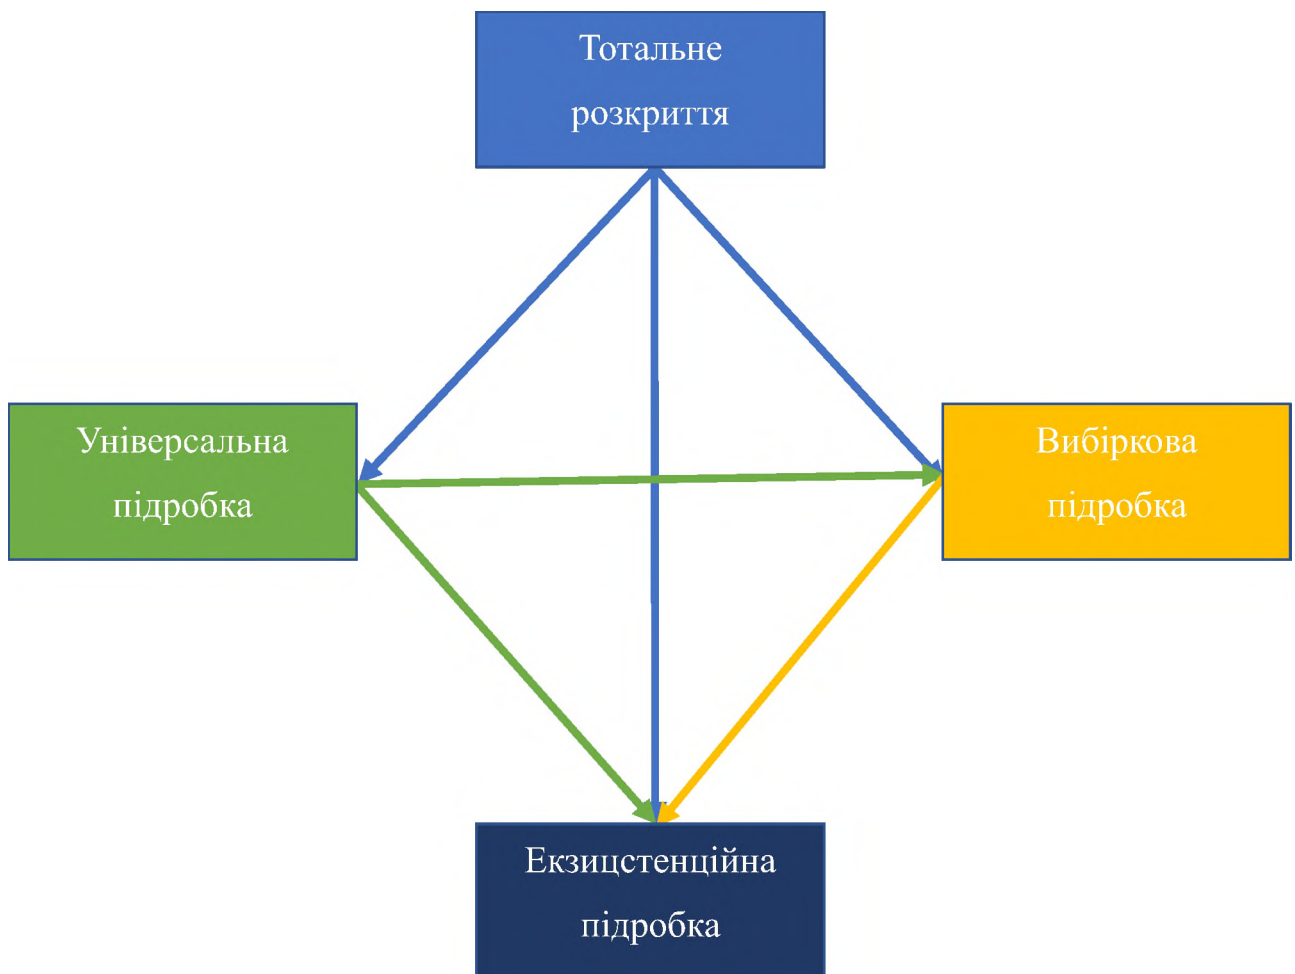 Тотальне
розкриття
Універсальна
підробка
Вибіркова
підробка
Екзицстенційна
підробка